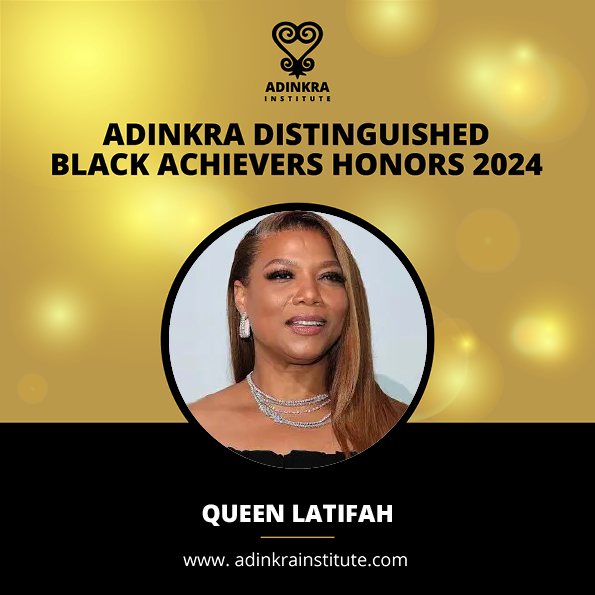 ADINKRA
INSTITUTE
ADINKRA DISTINGUISHED
BLACK ACHIEVERS HONORS 2024
QUEEN LATIFAH
www. adinkrainstitute.com